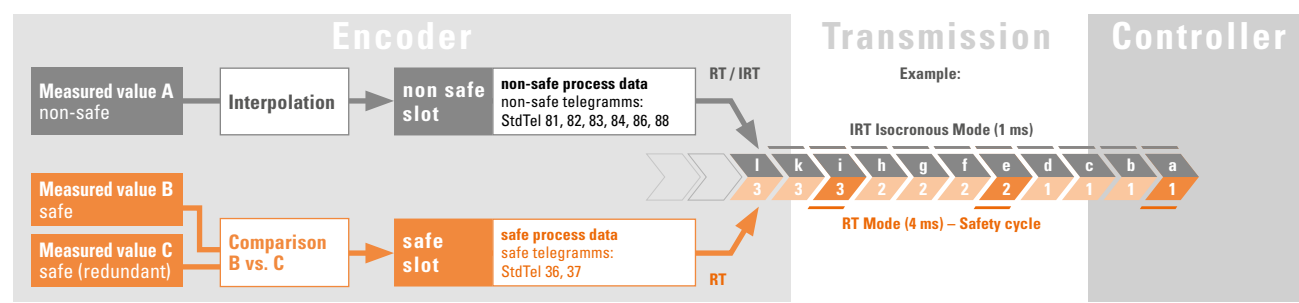 Encoder
Transmission
Controller
Measured value A
non-safe
Interpolation
non safe
slot
non-safe process data
non-safe telegramms:
StdTel 81, 82, 83, 84, 86, 88
RT / IRT
Example:
IRT Isocronous Mode (1 ms)
l k i h g f e d c b a
3 3 3 2 2 2 2 1 1 1 1
RT Mode (4 ms) – Safety cycle
Measured value B
safe
Measured value C
safe (redundant)
Comparison
B vs. C
safe
slot
safe process data
safe telegramms:
StdTel 36, 37
RT